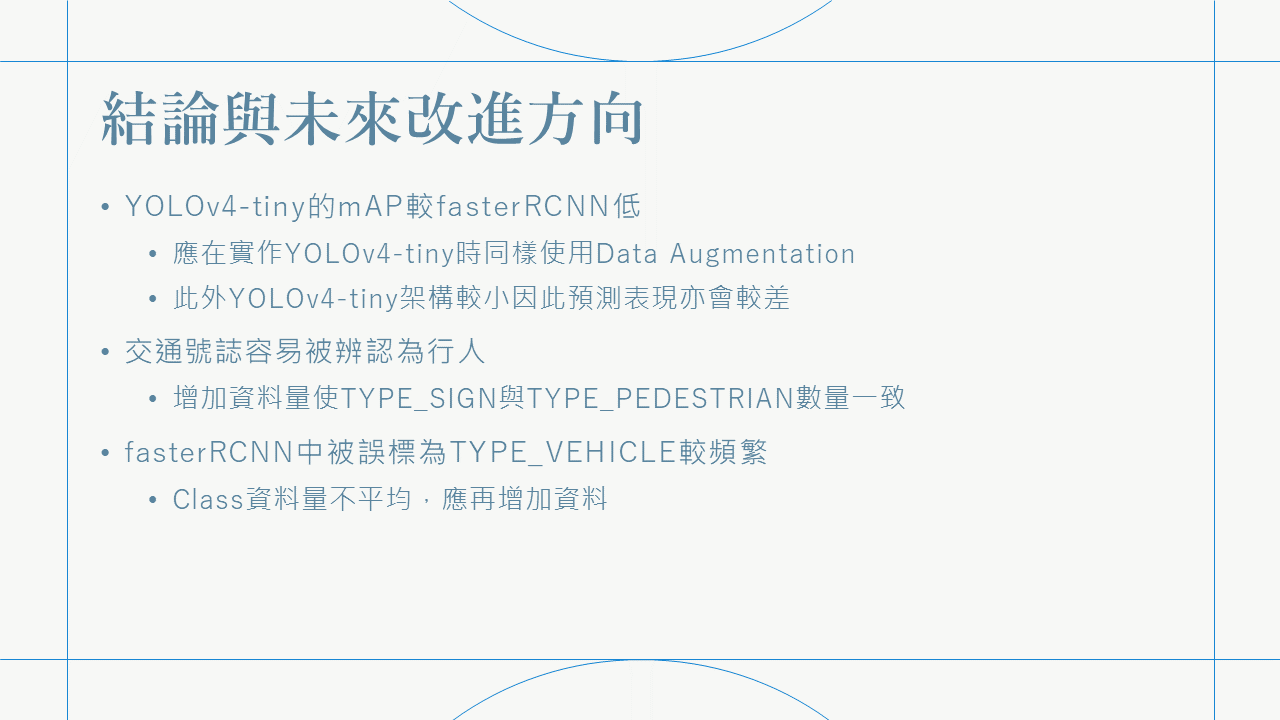 結論與未來改進方向
• YOLOv4-tiny的mAP較fasterRCNN低
• 應在實作YOLOv4-tiny時同樣使用Data Augmentation
• 此外YOLOv4-tiny架構較小因此預測表現亦會較差
• 交通號誌容易被辨認為行人
• 增加資料量使TYPE_SIGN與TYPE_PEDESTRIAN數量一致
• fasterRCNN中被誤標為TYPE_VEHICLE較頻繁
• Class資料量不平均，應再增加資料